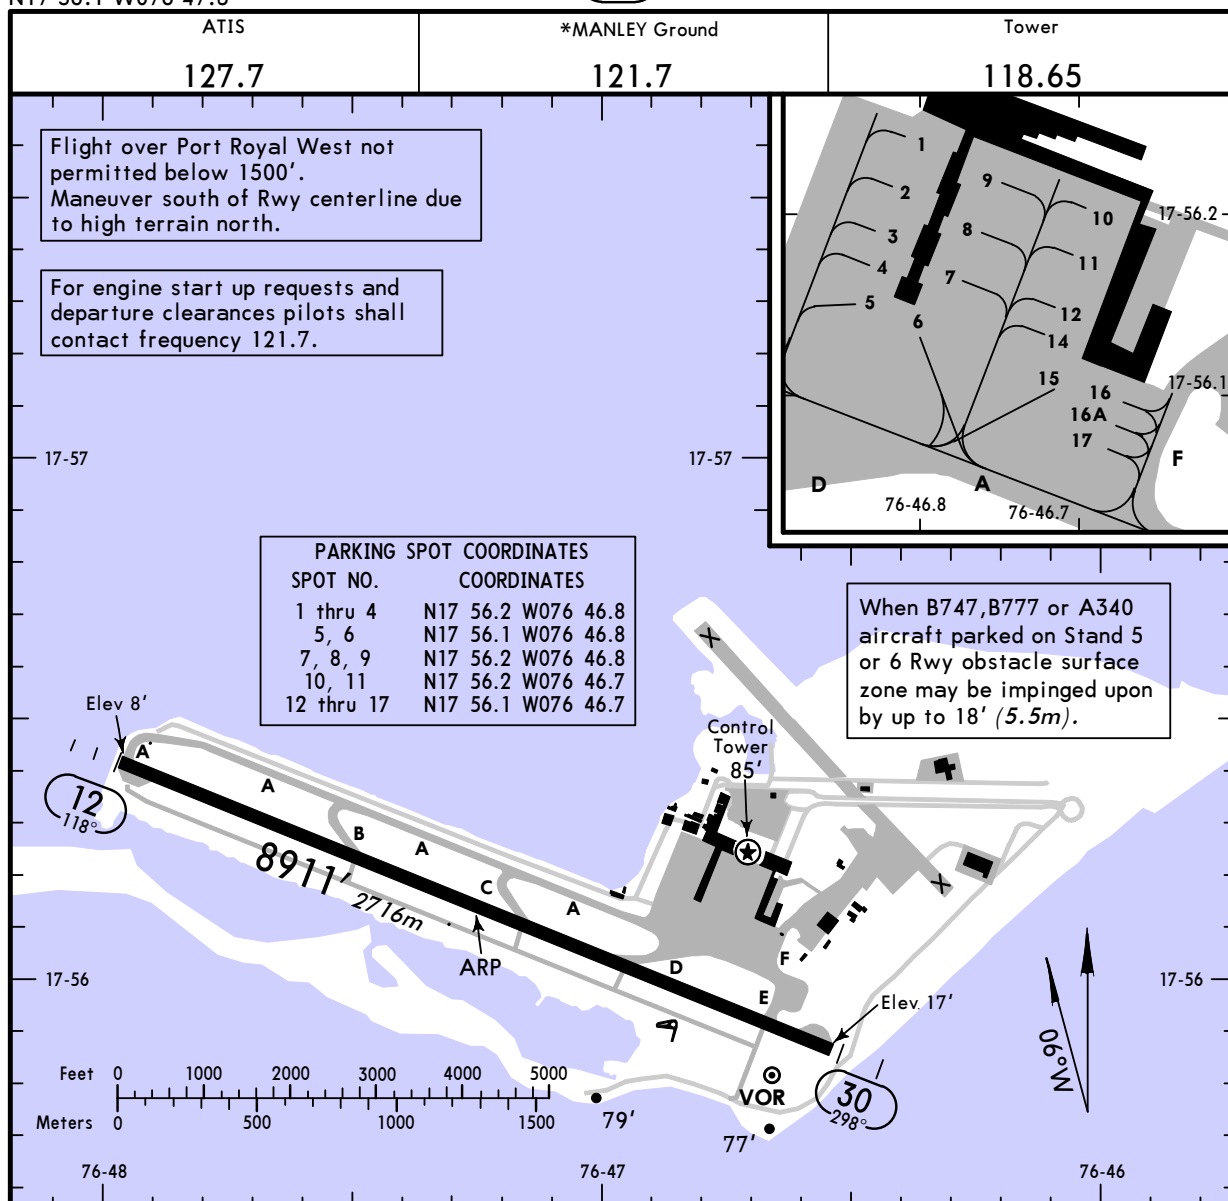 N17 56.1 W076 47.8
ATIS
127.7
*MANLEY Ground
121.7
Tower
118.65
Flight over Port Royal West not
permitted below 1500'.
Maneuver south of Rwy centerline due
to high terrain north.
For engine start up requests and
departure clearances pilots shall
contact frequency 121.7.
1
2
3
4
5
6
7
8
9
10
11
12
14
15
16
16A
17
17-56.2
17-56.1
F
D
A
76-46.8
76-46.7
17-57
17-57
PARKING SPOT COORDINATES
SPOT NO. COORDINATES
1 thru 4 N17 56.2 W076 46.8
5, 6 N17 56.1 W076 46.8
7, 8, 9 N17 56.2 W076 46.8
10, 11 N17 56.2 W076 46.7
12 thru 17 N17 56.1 W076 46.7
When B747,B777 or A340
aircraft parked on Stand 5
or 6 Rwy obstacle surface
zone may be impinged upon
by up to 18' (5.5m).
Elev 8'
Control
Tower
85'
X
X
A
A
A
A
B
C
D
E
F
12
118°
8911'
2716m
ARP
17-56
17-56
Elev 17'
06°W
Feet 0 1000 2000 3000 4000 5000
Meters 0 500 1000 1500
79'
77'
VOR
30
298°
76-48
76-47
76-46